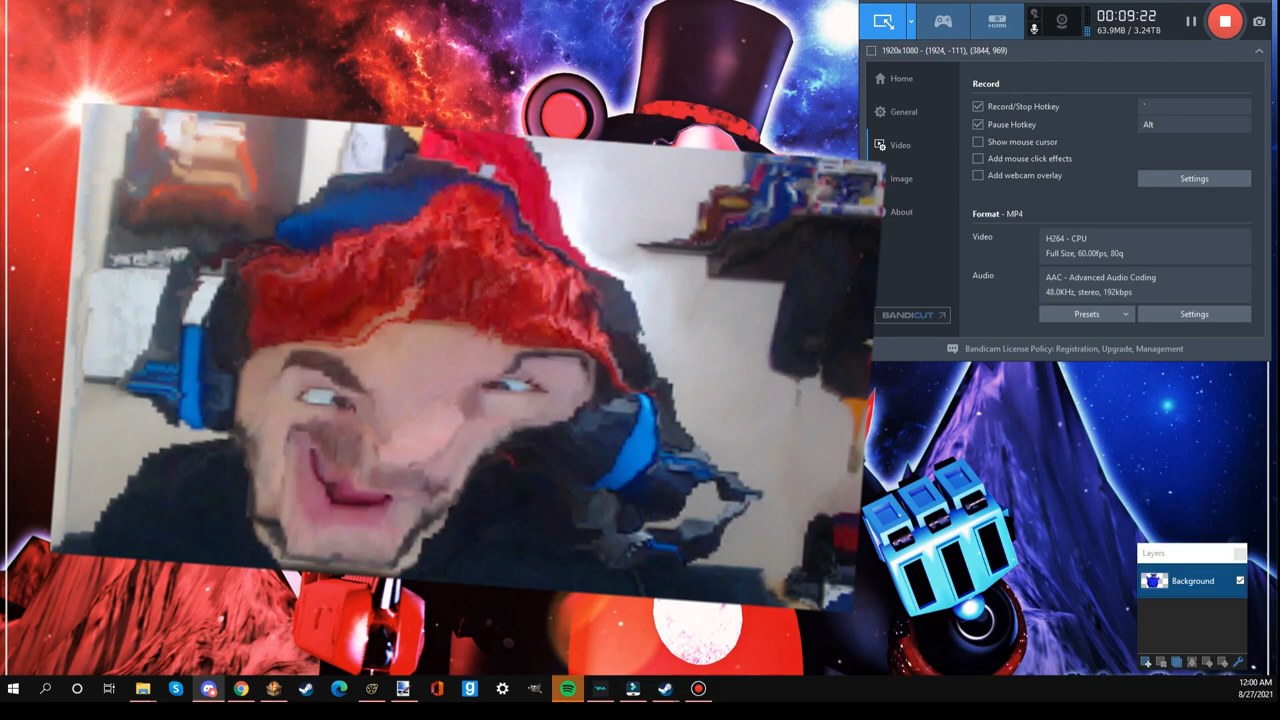 HDMI
00:09:22
63.9MB / 3.24TB
1920x1080 - (1924, -111), (3844, 969)
Home
General
Video
Image
About
BANDICUT
Record
Record/Stop Hotkey
`
Pause Hotkey
Alt
Show mouse cursor
Add mouse click effects
Add webcam overlay
Settings
Format - MP4
Video
H264 - CPU
Full Size, 60.00fps, 80q
Audio
AAC - Advanced Audio Coding
48.0KHz, stereo, 192kbps
Presets
Settings
Bandicam License Policy: Registration, Upgrade, Management
Layers
Background
12:00 AM
8/27/2021